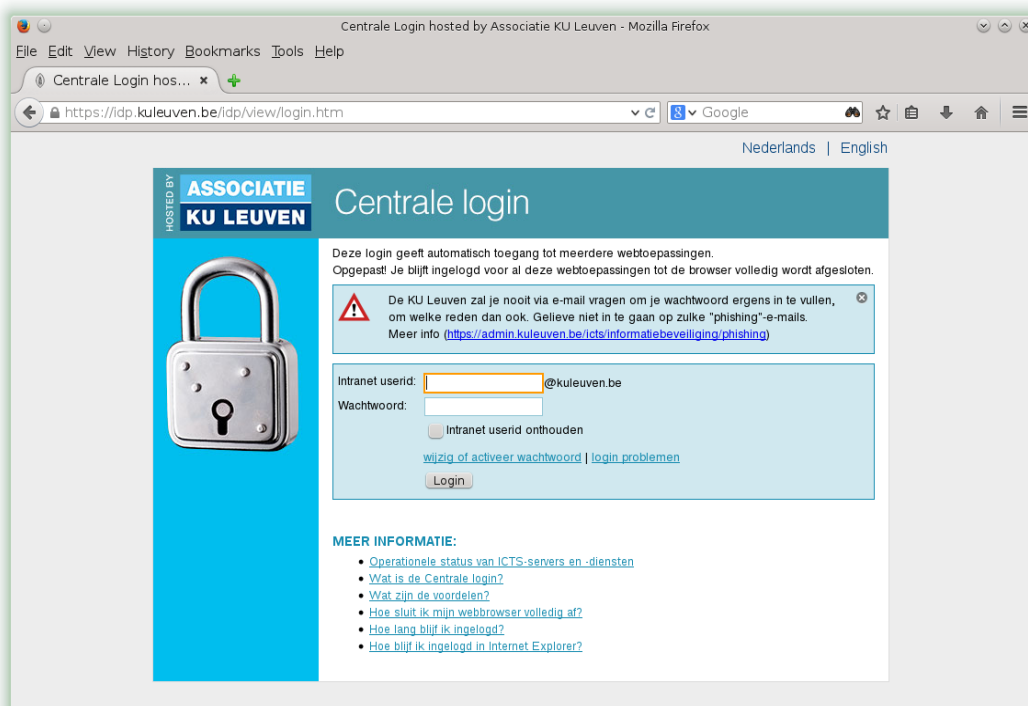 Centrale Login hosted by Associatie KU Leuven - Mozilla Firefox
File Edit View History Bookmarks Tools Help
Centrale Login hos...
https://idp.kuleuven.be/idp/view/login.htm
8 Google
Nederlands | English
HOSTED BY
ASSOCIATIE
KU LEUVEN
Centrale login
Deze login geeft automatisch toegang tot meerdere webtoepassingen.
Opgepast! Je blijft ingelogd voor al deze webtoepassingen tot de browser volledig wordt afgesloten.
De KU Leuven zal je nooit via e-mail vragen om je wachtwoord ergens in te vullen,
om welke reden dan ook. Gelieve niet in te gaan op zulke "phishing"-e-mails.
Meer info (https://admin.kuleuven.be/icts/informatiebeveiliging/phishing)
Intranet userid: @kuleuven.be
Wachtwoord:
Intranet userid onthouden
wijzig of activeer wachtwoord | login problemen
Login
MEER INFORMATIE:
Operationele status van ICTS-servers en -diensten
Wat is de Centrale login?
Wat zijn de voordelen?
Hoe sluit ik mijn webbrowser volledig af?
Hoe lang blijf ik ingelogd?
Hoe blijf ik ingelogd in Internet Explorer?